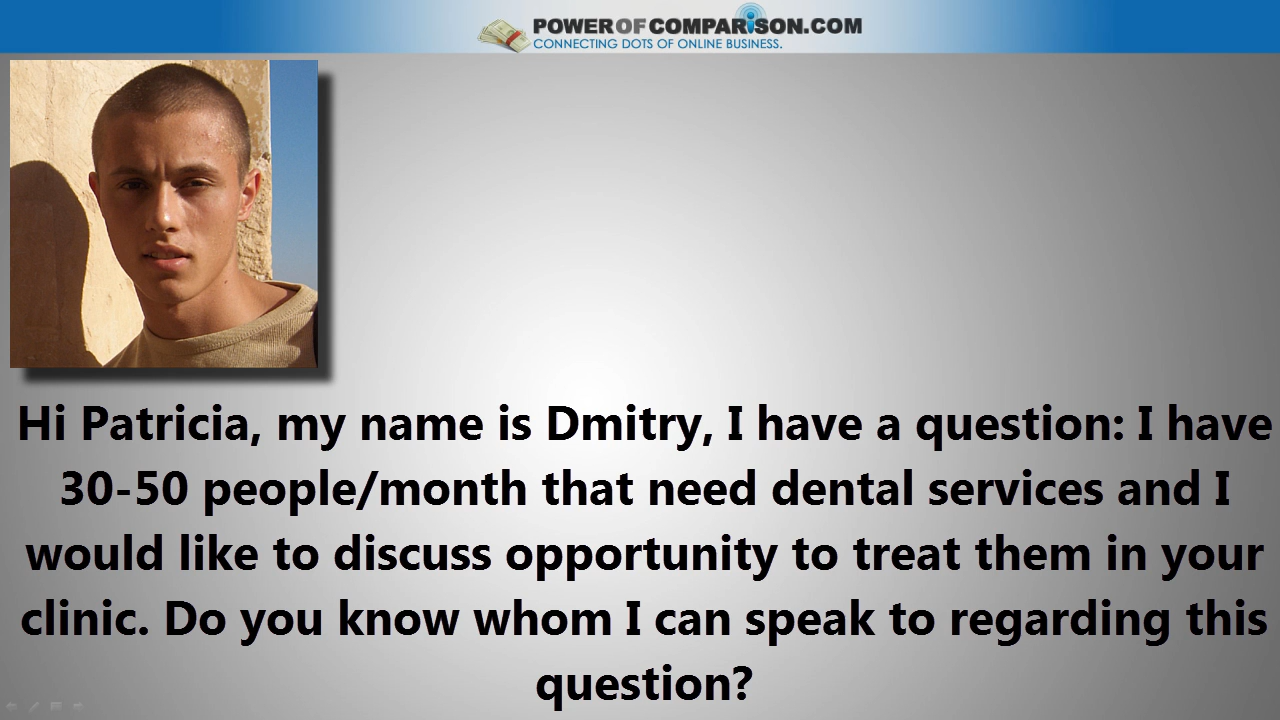 POWEROFCOMPARISON.COM
CONNECTING DOTS OF ONLINE BUSINESS.
Hi Patricia, my name is Dmitry, I have a question: I have
30-50 people/month that need dental services and I
would like to discuss opportunity to treat them in your
clinic. Do you know whom I can speak to regarding this
question?